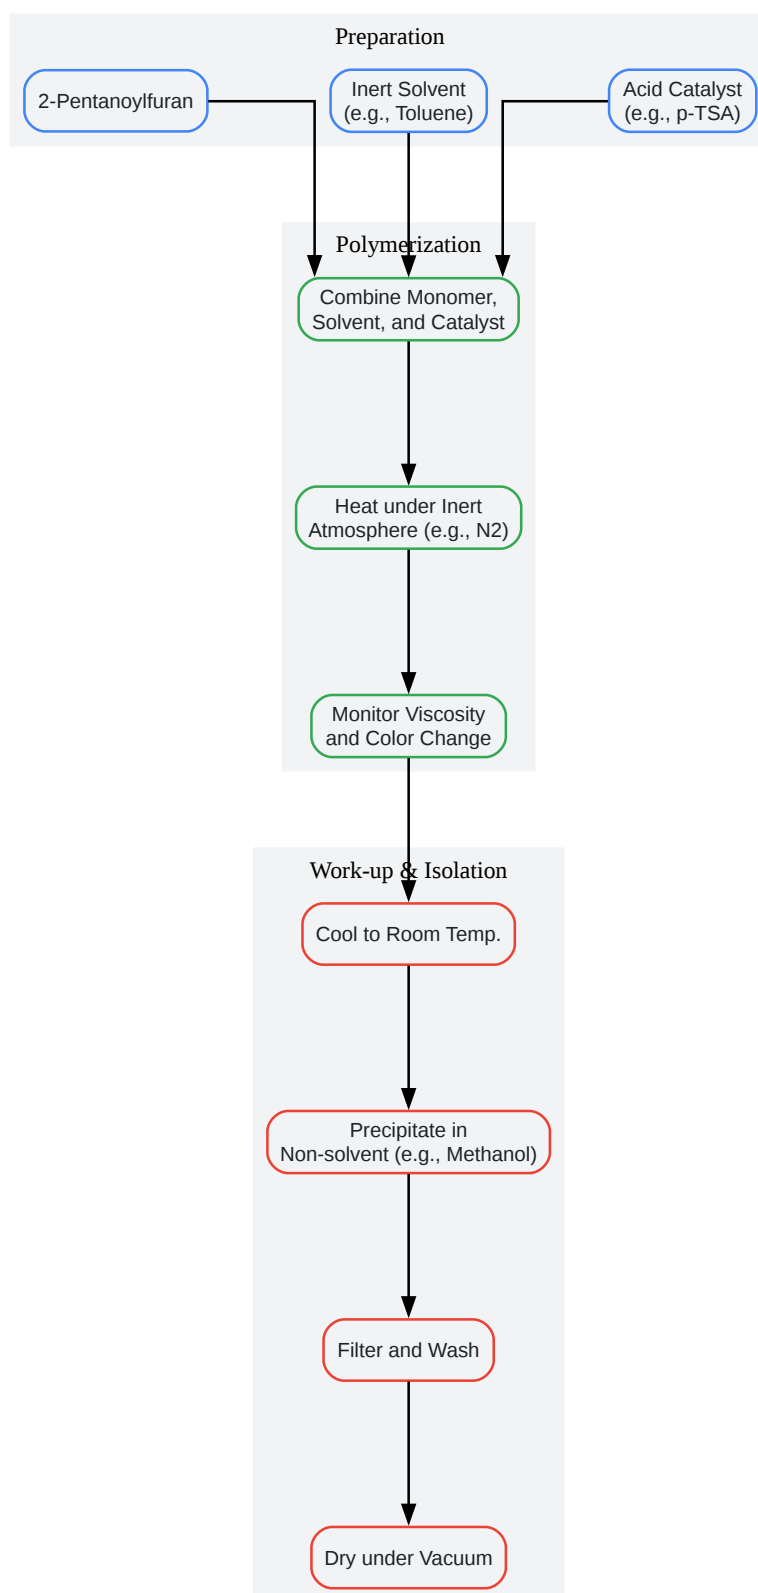 Preparation
2-Pentanoylfuran
Inert Solvent
(e.g., Toluene)
Acid Catalyst
(e.g., p-TSA)
Polymerization
Combine Monomer,
Solvent, and Catalyst
Heat under Inert
Atmosphere (e.g., N2)
Monitor Viscosity
and Color Change
Work-up & Isolation
Cool to Room Temp.
Precipitate in
Non-solvent (e.g., Methanol)
Filter and Wash
Dry under Vacuum